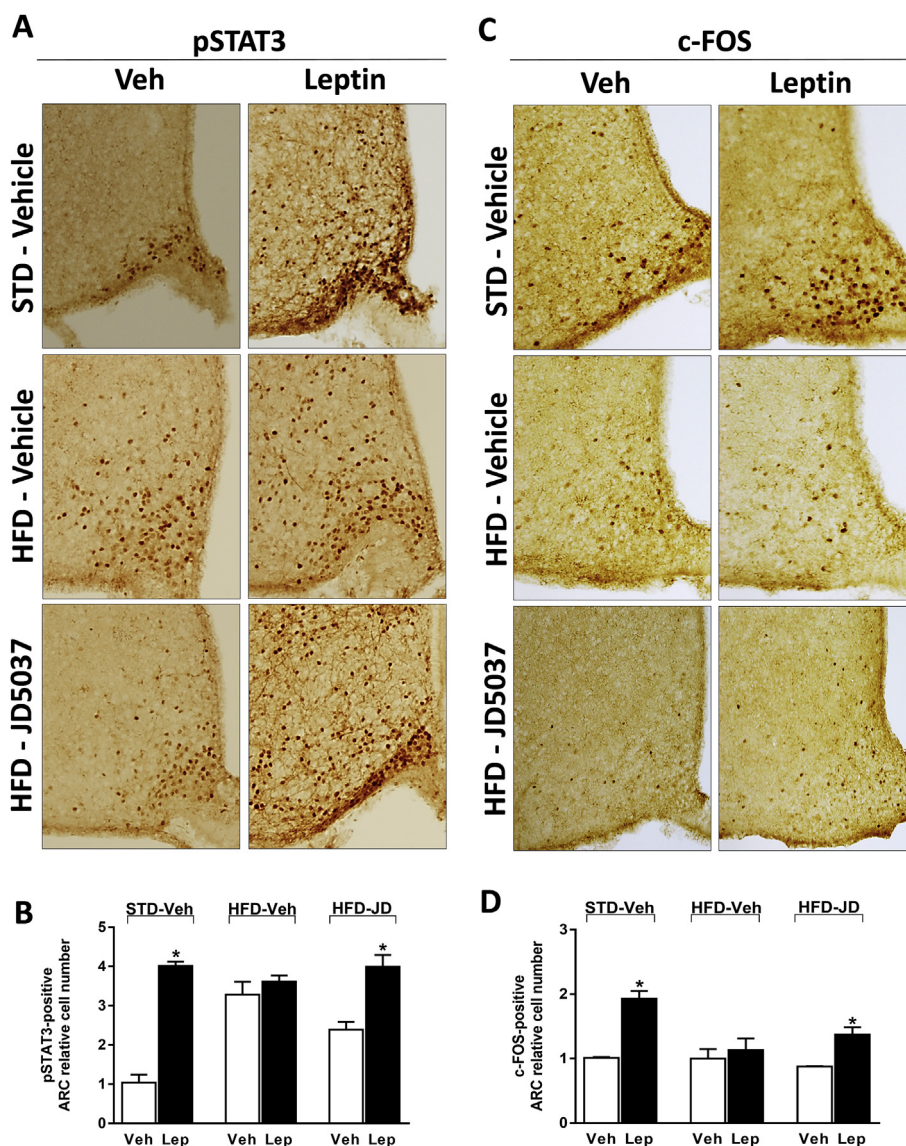 A
pSTAT3
Veh Leptin
STD - Vehicle
HFD - Vehicle
HFD - JD5037
C
c-FOS
Veh Leptin
STD - Vehicle
HFD - Vehicle
HFD - JD5037
B
STD-Veh HFD-Veh HFD-JD
pSTAT3-positive
ARC relative cell number
5
4
3
2
1
0
* *
Veh Lep Veh Lep Veh Lep
D
STD-Veh HFD-Veh HFD-JD
c-FOS-positive
ARC relative cell number
3
2
1
0
* *
Veh Lep Veh Lep Veh Lep